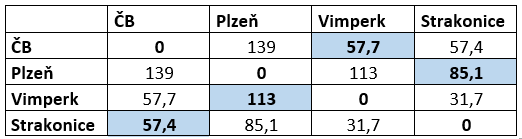 ČB Plzeň Vimperk Strakonice
ČB 0 139 57,7 57,4
Plzeň 139 0 113 85,1
Vimperk 57,7 113 0 31,7
Strakonice 57,4 85,1 31,7 0